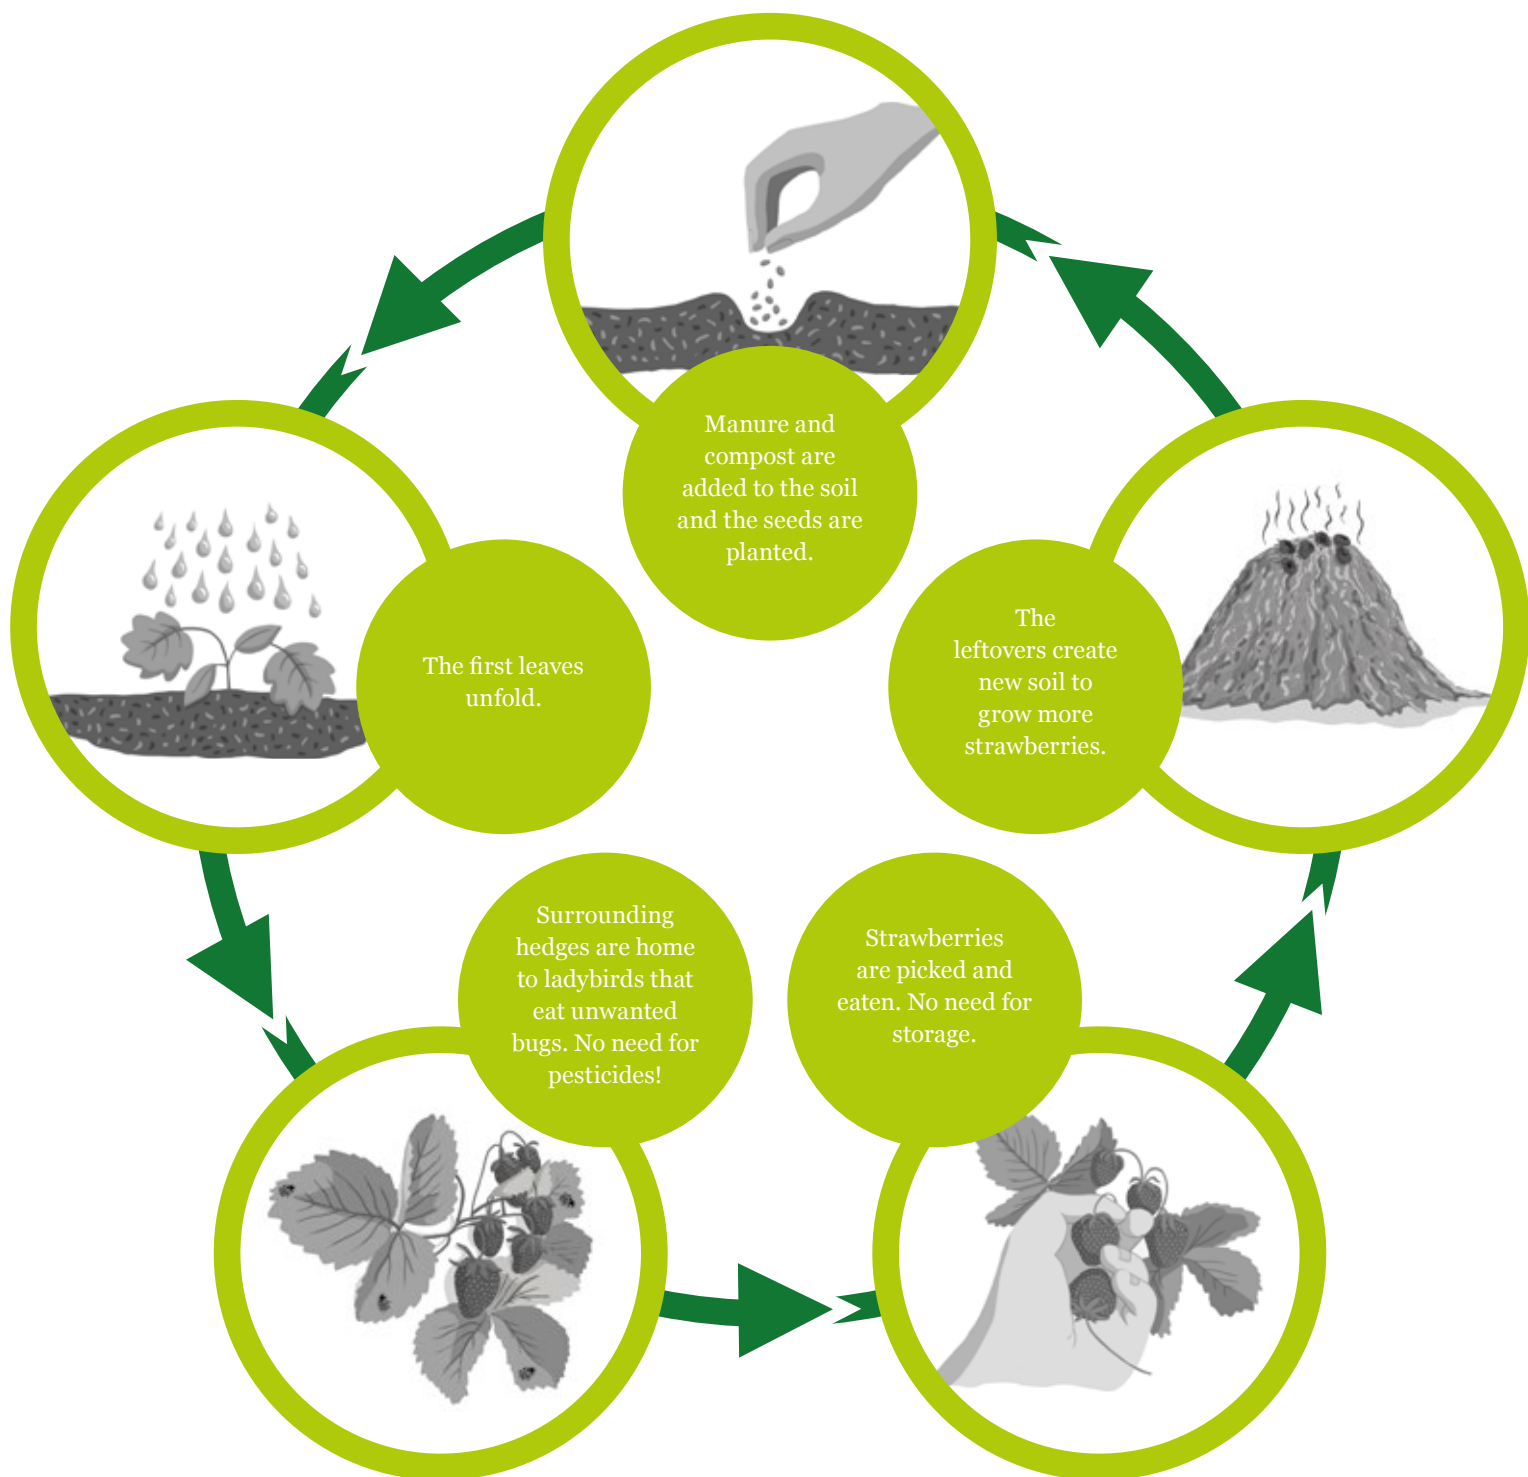 Manure and
compost are
added to the soil
and the seeds are
planted.
The first leaves
unfold.
Surrounding
hedges are home
to ladybirds that
eat unwanted
bugs. No need for
pesticides!
Strawberries
are picked and
eaten. No need for
storage.
The
leftovers create
new soil to
grow more
strawberries.